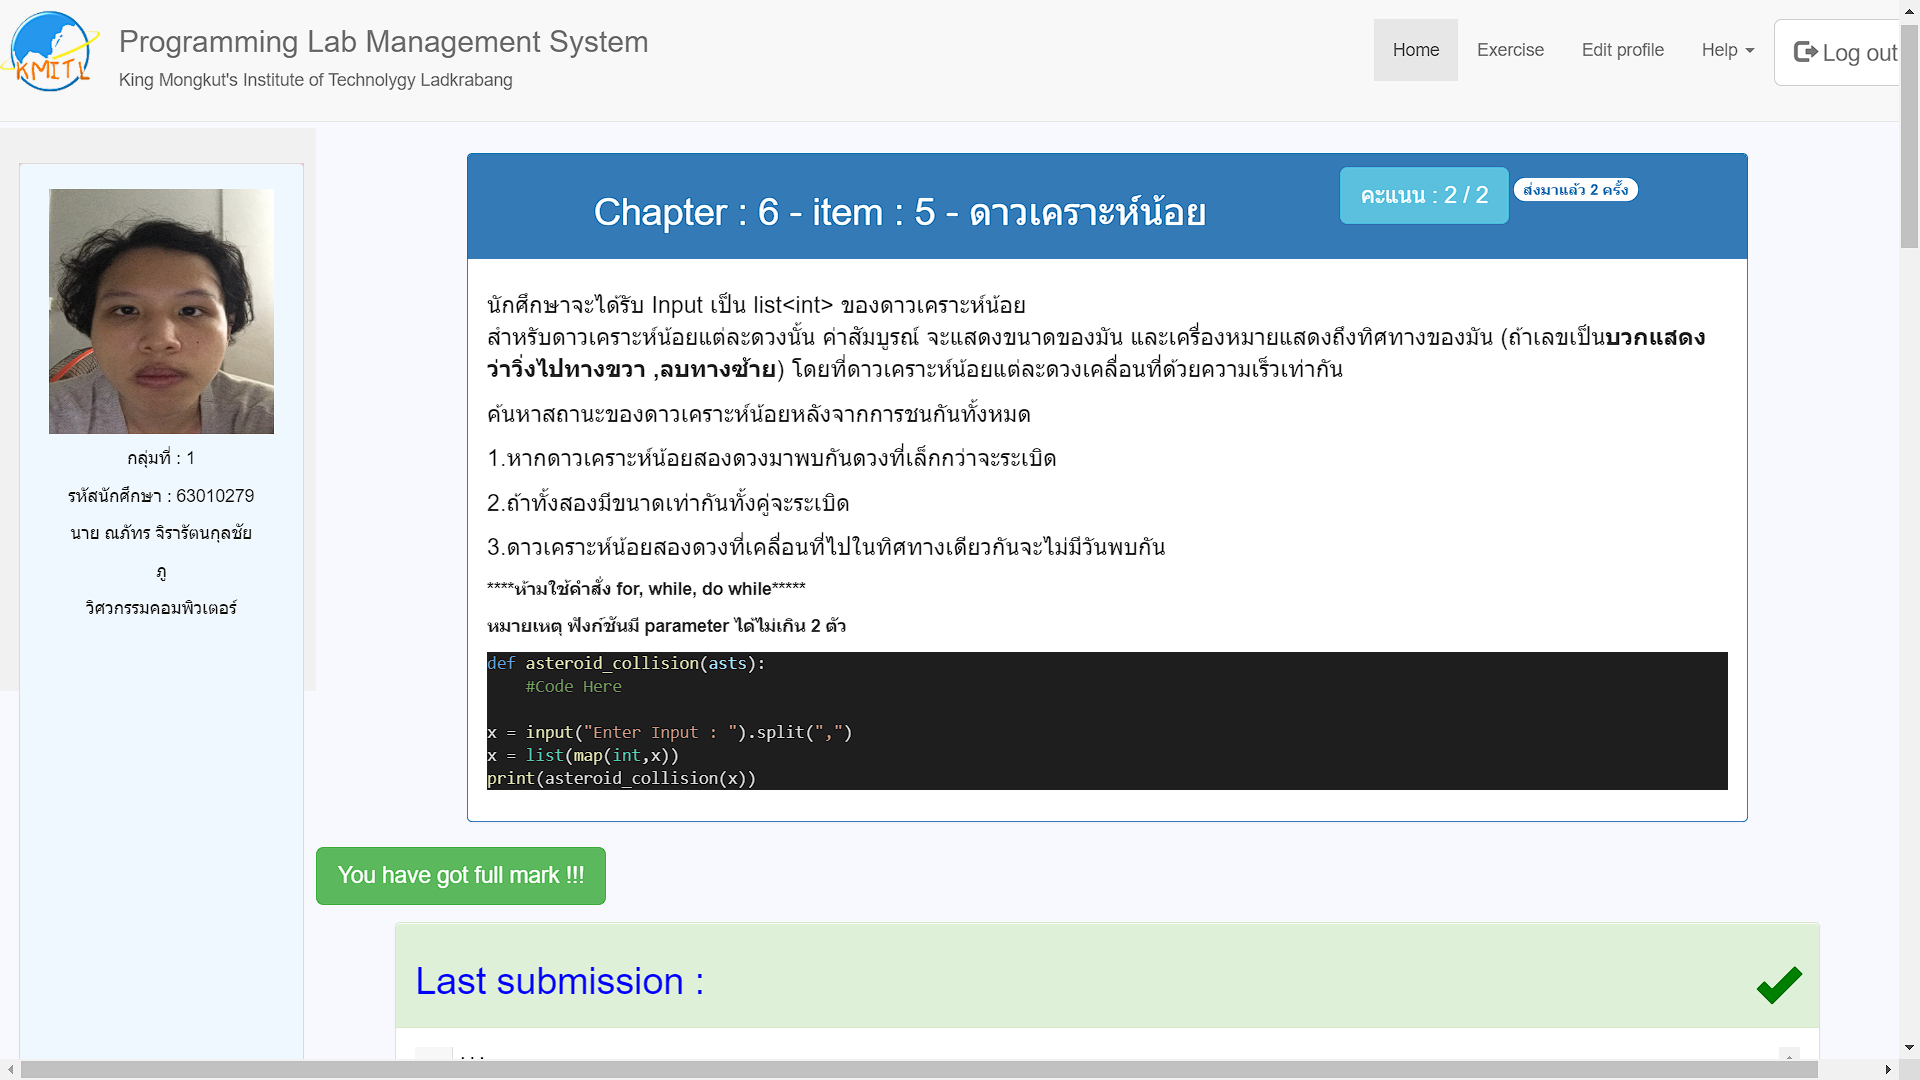 KMITL
Programming Lab Management System
King Mongkut's Institute of Technolygy Ladkrabang
Home
Exercise
Edit profile
Help
Log out
กลุ่มที่ : 1
รหัสนักศึกษา : 63010279
นาย ณภัทร จิรารัตนกุลชัย
ภู
วิศวกรรมคอมพิวเตอร์
Chapter : 6 - item : 5 - ดาวเคราะห์น้อย
คะแนน : 2 / 2
ส่งมาแล้ว 2 ครั้ง
นักศึกษาจะได้รับ Input เป็น list<int> ของดาวเคราะห์น้อย
สำหรับดาวเคราะห์น้อยแต่ละดวงนั้น ค่าสัมบูรณ์ จะแสดงขนาดของมัน และเครื่องหมายแสดงถึงทิศทางของมัน (ถ้าเลขเป็นบวกแสดง
ว่าวิ่งไปทางขวา ,ลบทางซ้าย) โดยที่ดาวเคราะห์น้อยแต่ละดวงเคลื่อนที่ด้วยความเร็วเท่ากัน
ค้นหาสถานะของดาวเคราะห์น้อยหลังจากการชนกันทั้งหมด
1.หากดาวเคราะห์น้อยสองดวงมาพบกันดวงที่เล็กกว่าจะระเบิด
2.ถ้าทั้งสองมีขนาดเท่ากันทั้งคู่จะระเบิด
3.ดาวเคราะห์น้อยสองดวงที่เคลื่อนที่ไปในทิศทางเดียวกันจะไม่มีวันพบกัน
****ห้ามใช้คำสั่ง for, while, do while*****
หมายเหตุ ฟังก์ชันมี parameter ได้ไม่เกิน 2 ตัว
def asteroid_collision(asts):
    #Code Here
x = input("Enter Input : ").split(",")
x = list(map(int,x))
print(asteroid_collision(x))
You have got full mark !!!
Last submission :